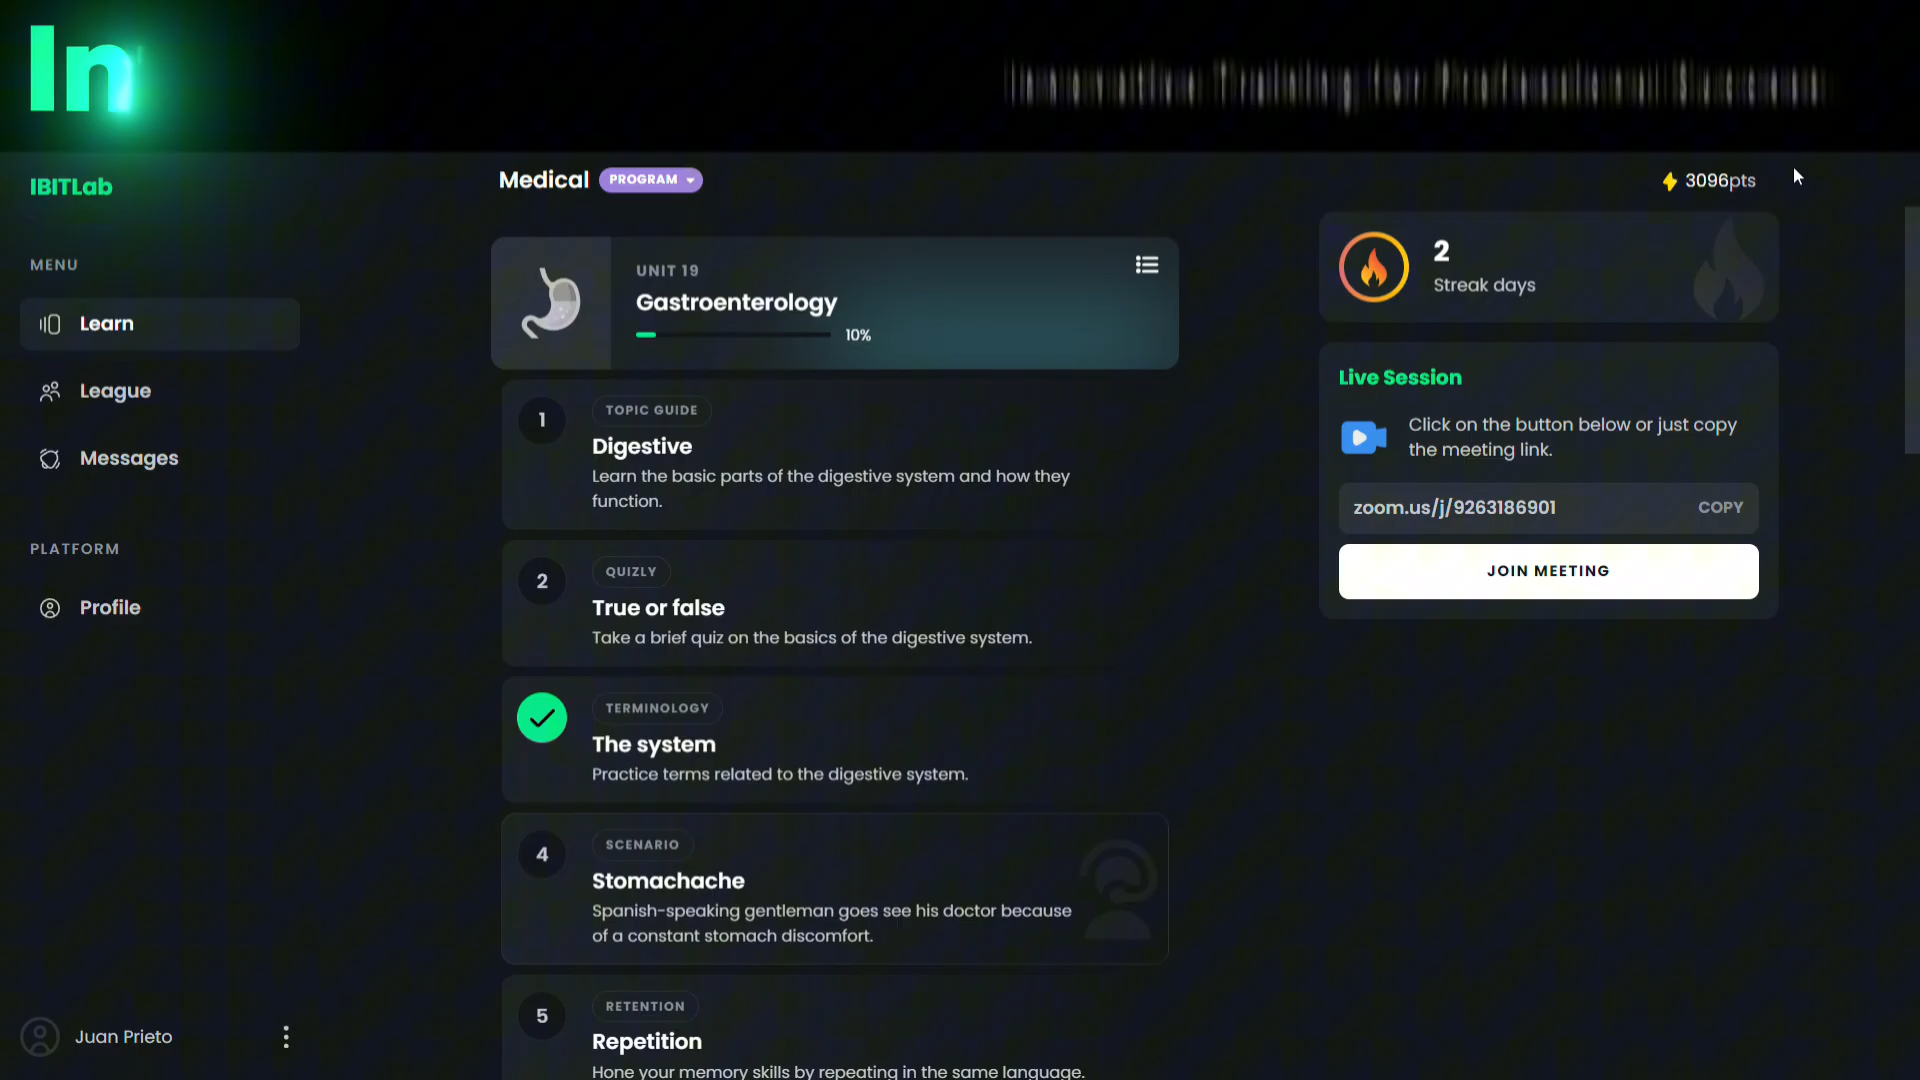 In
Innovative Training for Professional Success
IBITLab
MENU
Learn
League
Messages
PLATFORM
Profile
Juan Prieto
Medical
PROGRAM
UNIT 19
Gastroenterology
10%
1
TOPIC GUIDE
Digestive
Learn the basic parts of the digestive system and how they
function.
2
QUIZLY
True or false
Take a brief quiz on the basics of the digestive system.
TERMINOLOGY
The system
Practice terms related to the digestive system.
4
SCENARIO
Stomachache
Spanish-speaking gentleman goes see his doctor because
of a constant stomach discomfort.
5
RETENTION
Repetition
Hone your memory skills by repeating in the same language.
3096pts
2
Streak days
Live Session
Click on the button below or just copy
the meeting link.
zoom.us/j/9263186901
COPY
JOIN MEETING